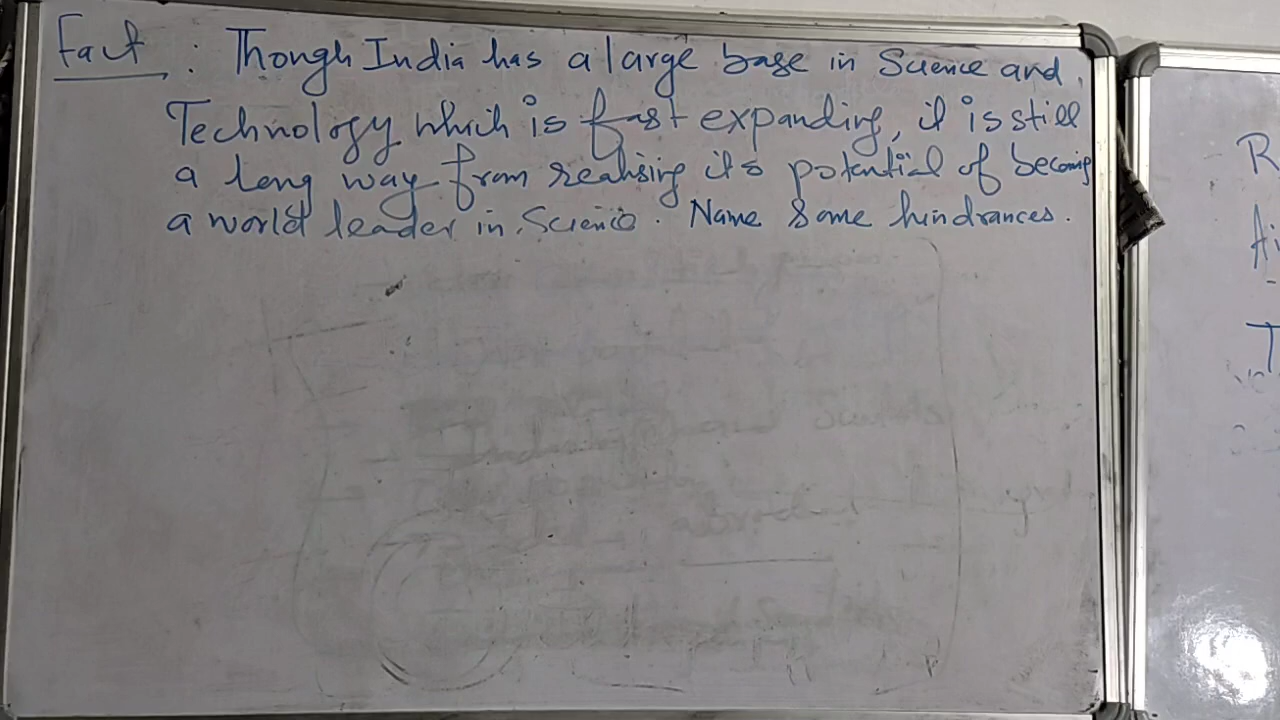 Fact : Though India has a large base in Science and
Technology which is fast expanding, it is still
a long way from realising its potential of becoming
a world leader in Science. Name some hindrances.
R
Ai
T